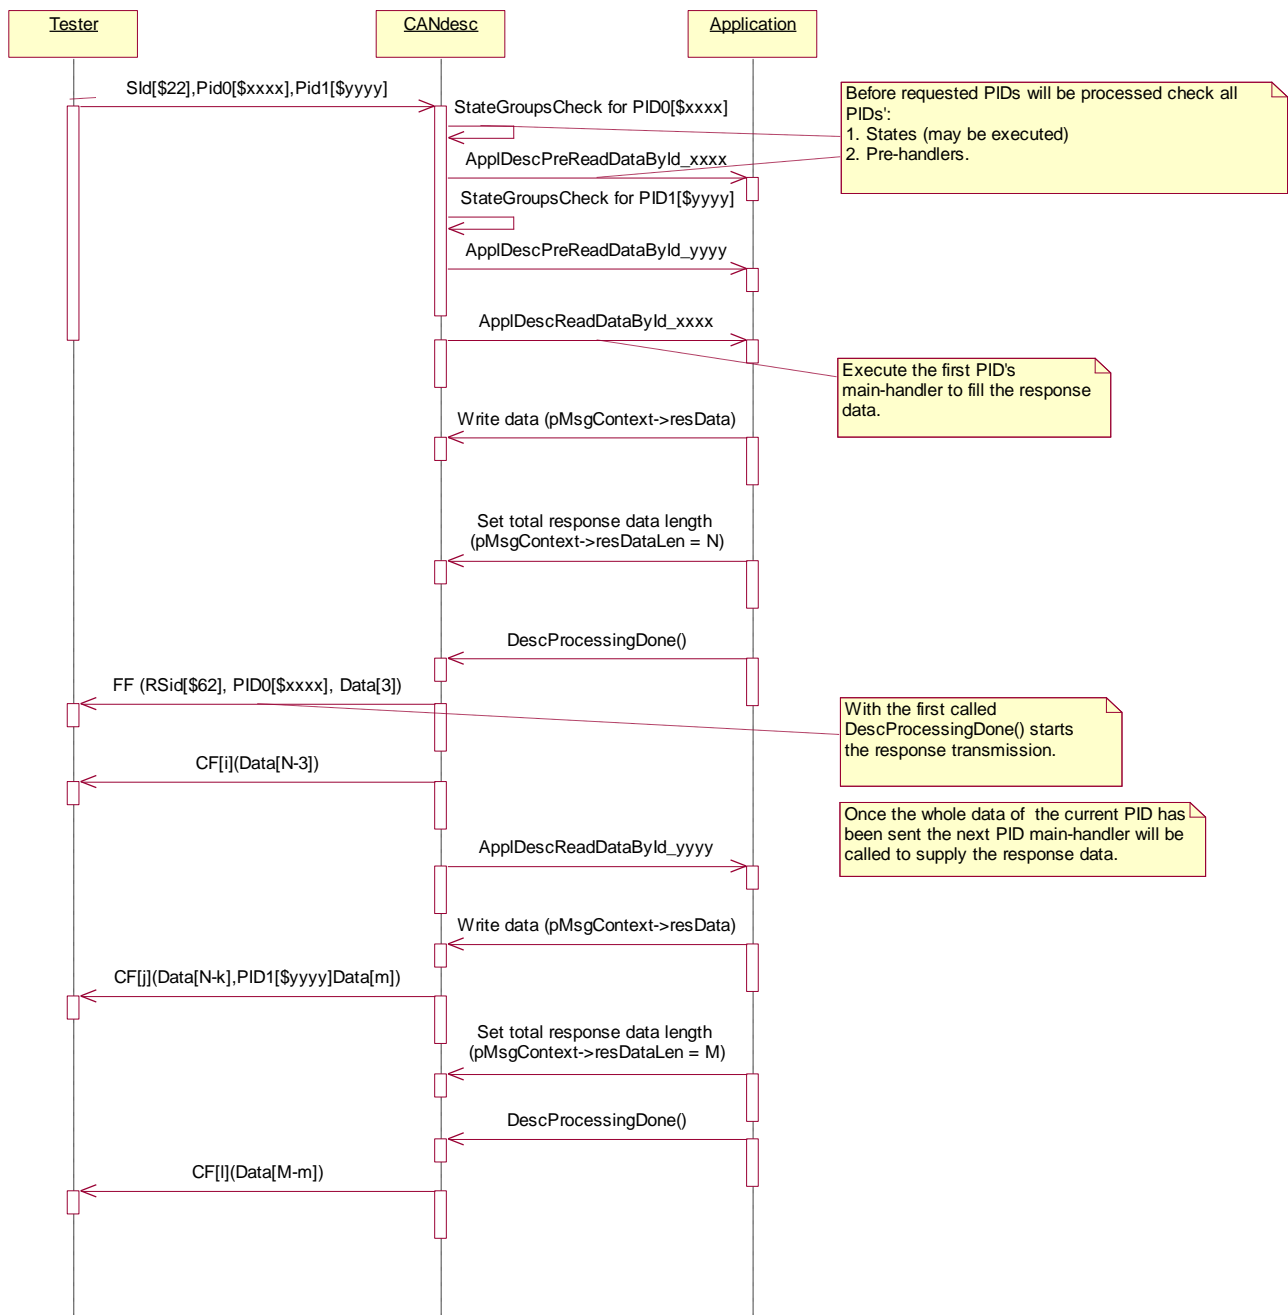 Tester
CANdesc
Application
SId[$22],Pid0[$xxxx],Pid1[$yyyy]
StateGroupsCheck for PID0[$xxxx]
Before requested PIDs will be processed check all
PIDs':
1. States (may be executed)
2. Pre-handlers.
ApplDescPreReadDataById_xxxx
StateGroupsCheck for PID1[$yyyy]
ApplDescPreReadDataById_yyyy
ApplDescReadDataById_xxxx
Execute the first PID's
main-handler to fill the response
data.
Write data (pMsgContext->resData)
Set total response data length
(pMsgContext->resDataLen = N)
DescProcessingDone()
FF (RSid[$62], PID0[$xxxx], Data[3])
With the first called
DescProcessingDone() starts
the response transmission.
CF[i](Data[N-3])
Once the whole data of  the current PID has
been sent the next PID main-handler will be
called to supply the response data.
ApplDescReadDataById_yyyy
Write data (pMsgContext->resData)
CF[j](Data[N-k],PID1[$yyyy]Data[m])
Set total response data length
(pMsgContext->resDataLen = M)
DescProcessingDone()
CF[l](Data[M-m])